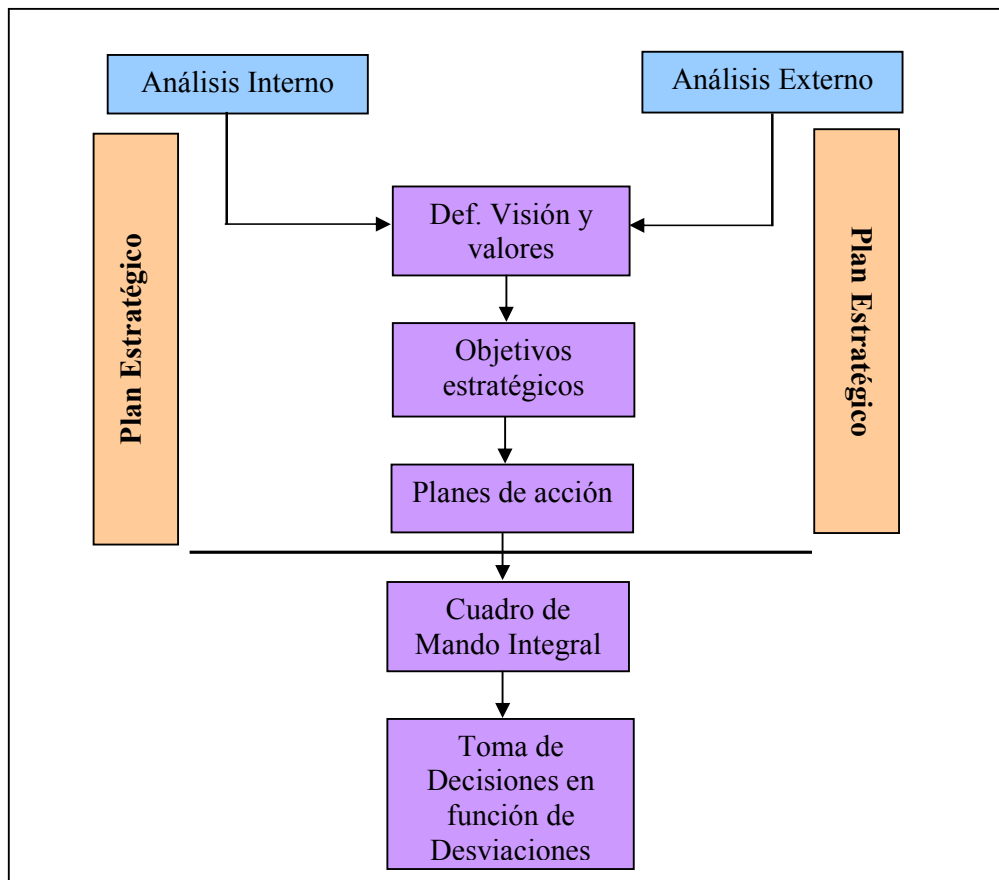 Análisis Interno
Análisis Externo
Plan Estratégico
Def. Visión y
valores
Plan Estratégico
Objetivos
estratégicos
Planes de acción
Cuadro de
Mando Integral
Toma de
Decisiones en
función de
Desviaciones